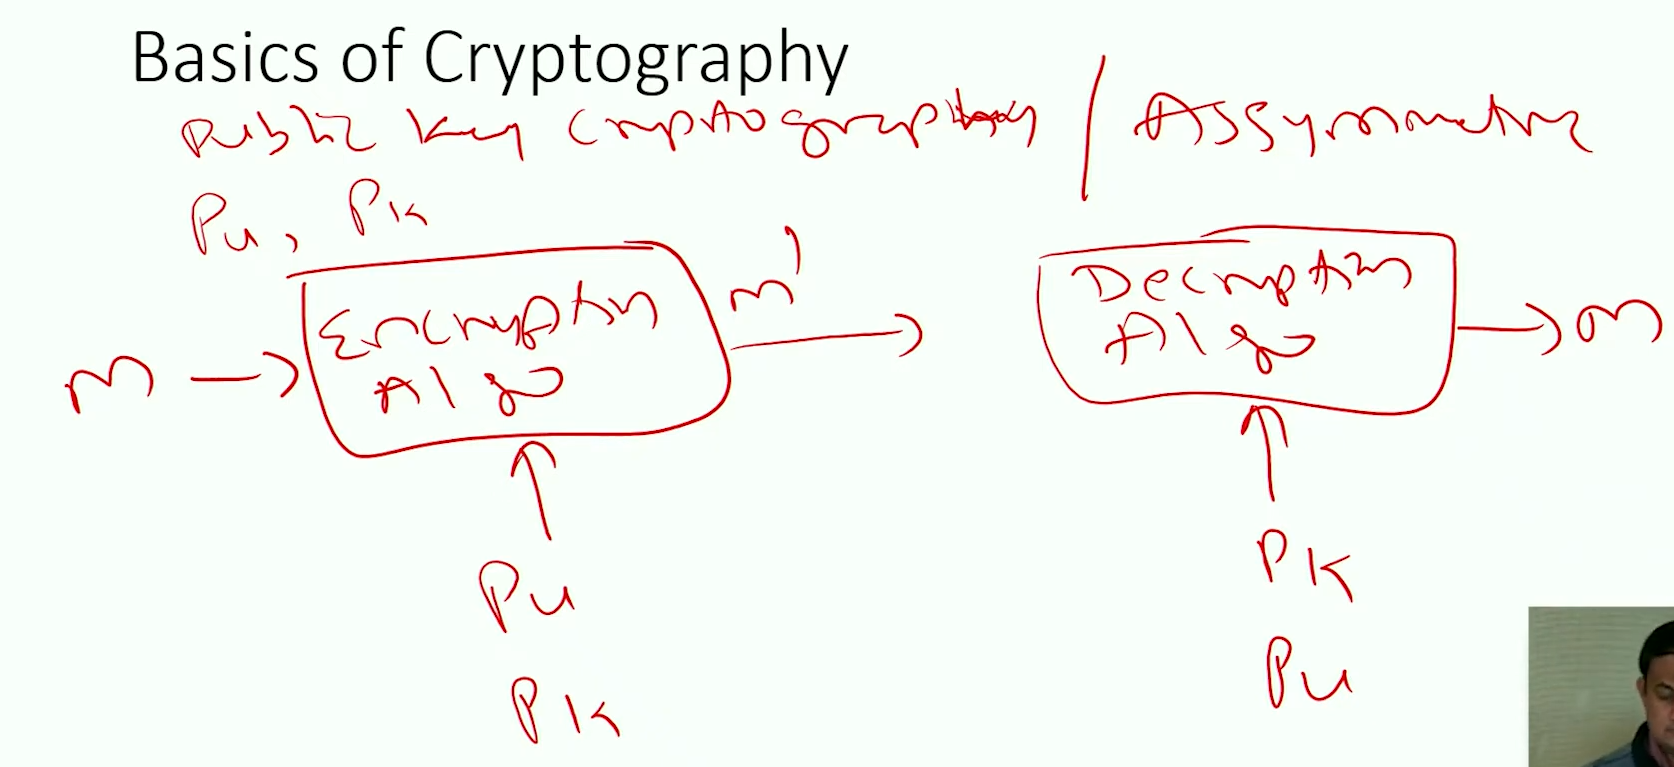 Basics of Cryptography
Public Key Cryptography / Assymmetric
Pu, Pk
m → Encryption Algo m' → Decryption Algo → m
Pu Pk
Pk Pu